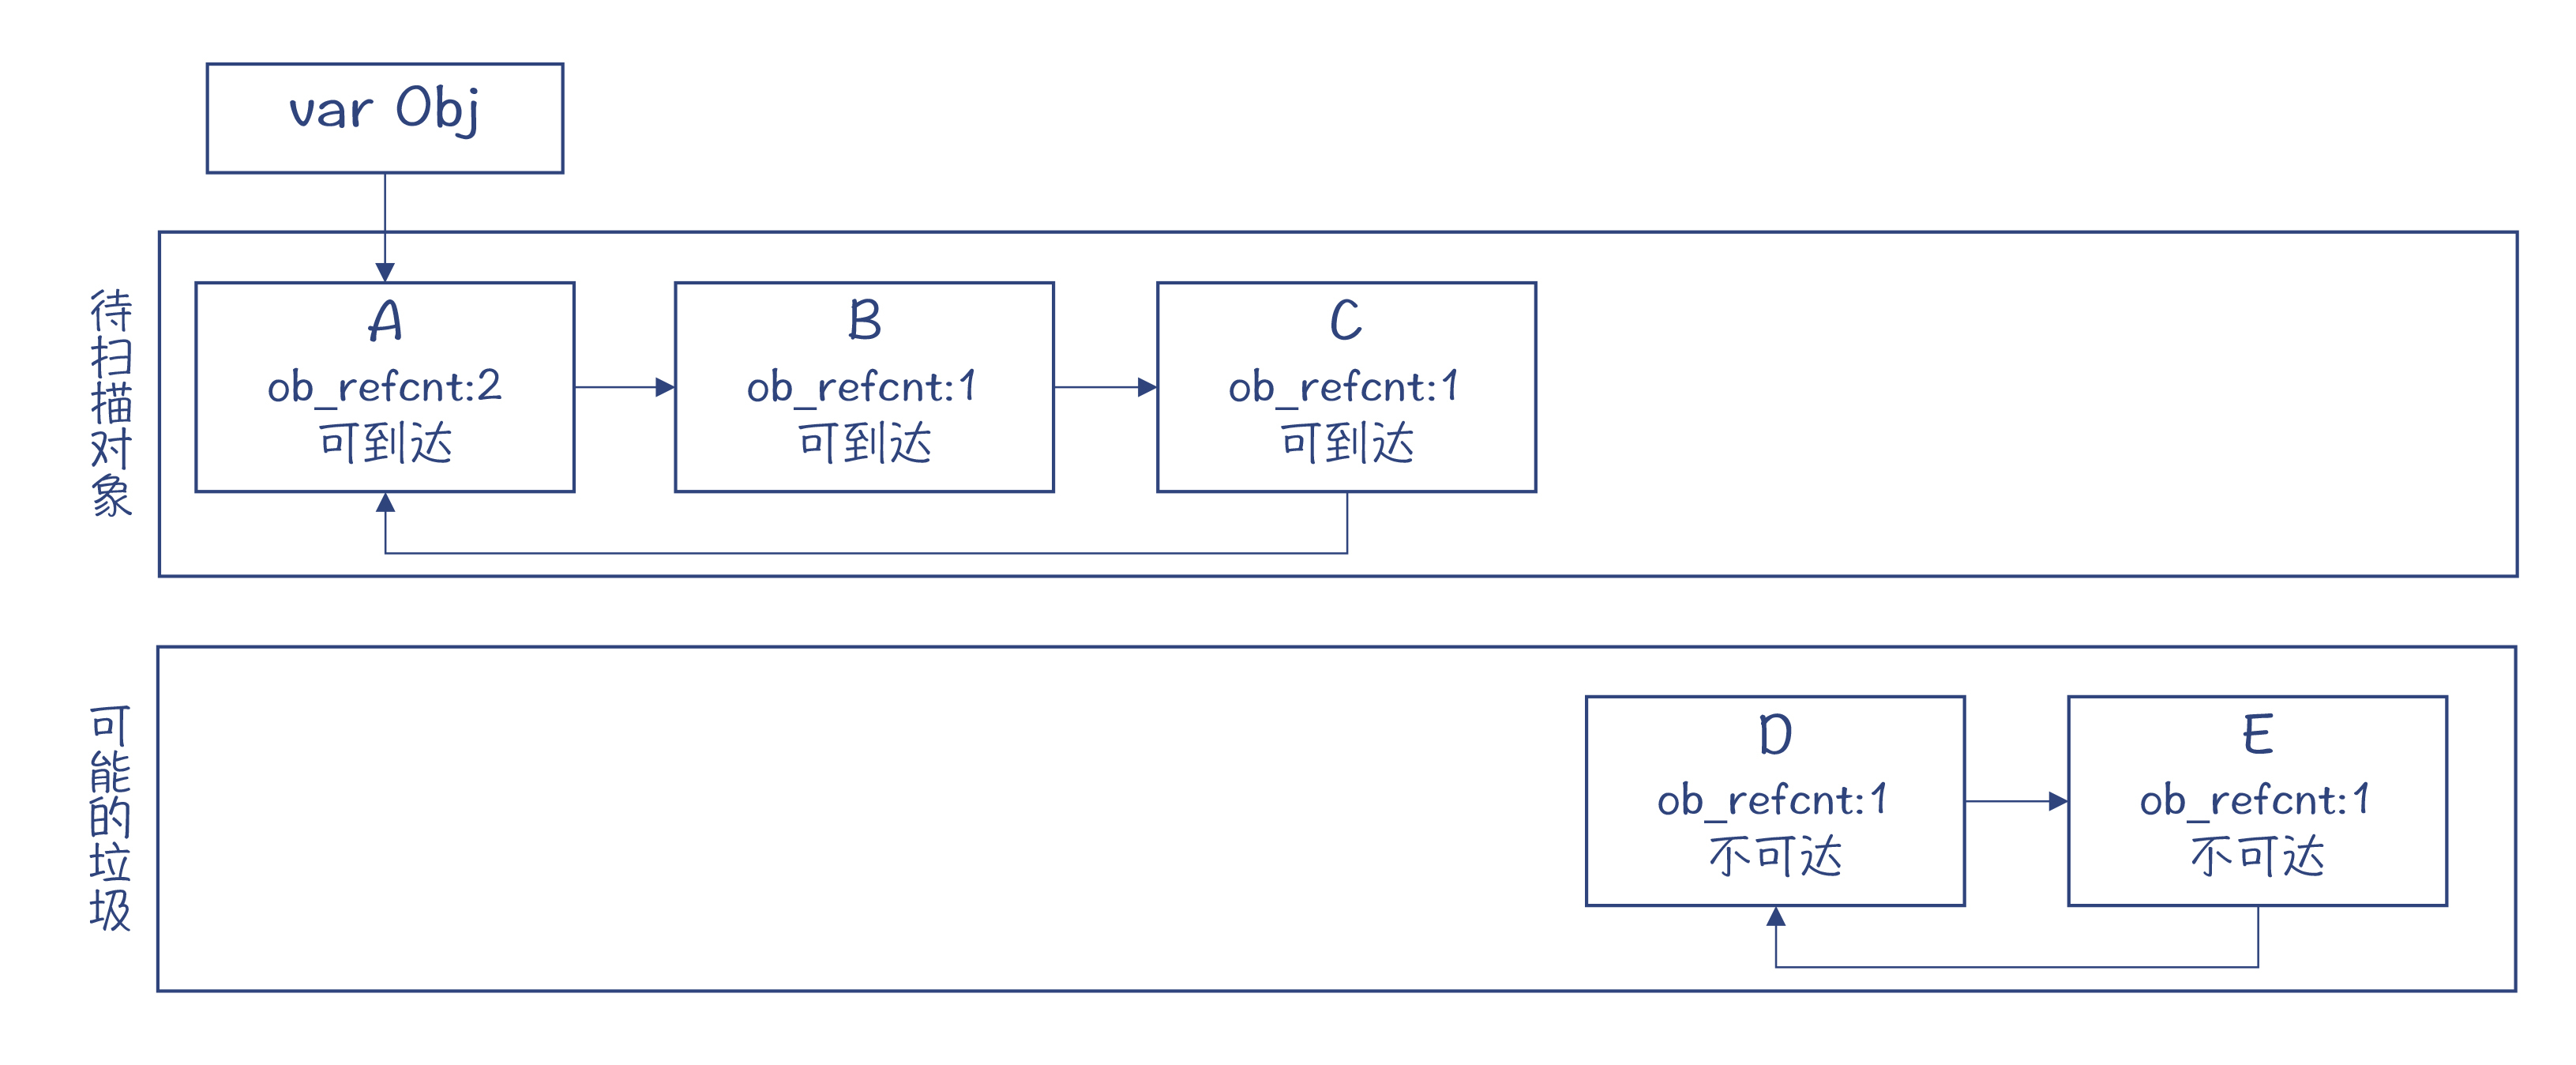 var Obj
待扫描对象
A
ob_refcnt:2
可到达
B
ob_refcnt:1
可到达
C
ob_refcnt:1
可到达
可能的垃圾
D
ob_refcnt:1
不可达
E
ob_refcnt:1
不可达